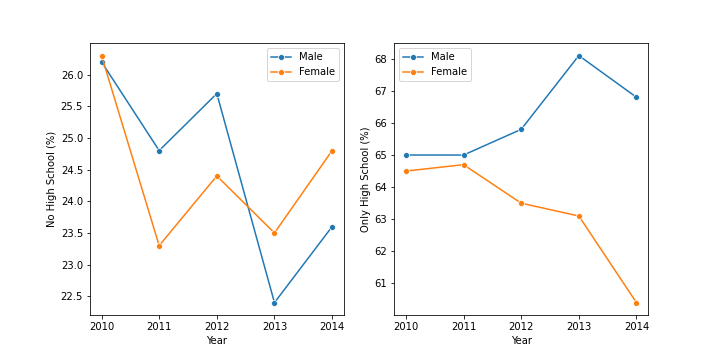 No High School (%)
26.0
25.5
25.0
24.5
24.0
23.5
23.0
22.5
2010 2011 2012 2013 2014
Year
Male
Female
Only High School (%)
68
67
66
65
64
63
62
61
2010 2011 2012 2013 2014
Year
Male
Female